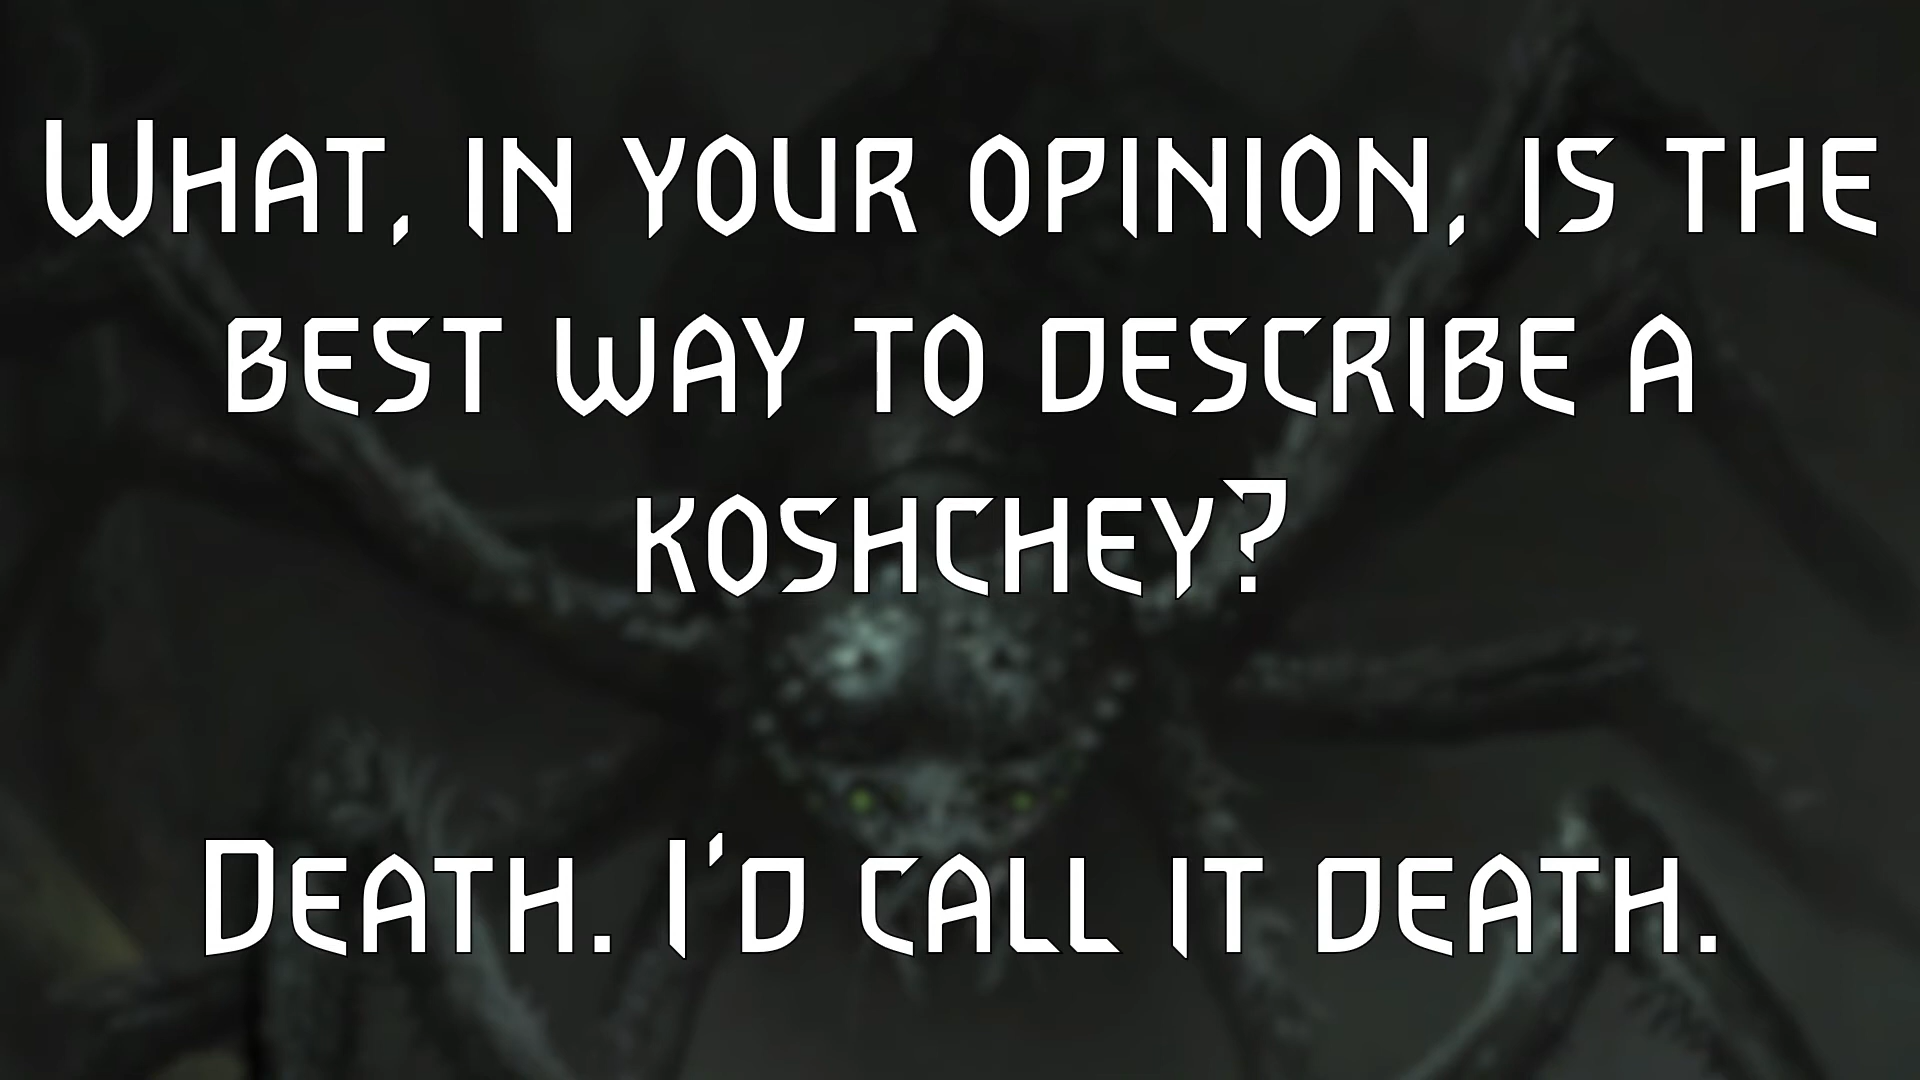 What, in your opinion, is the
best way to describe a
koshchey?
Death. I'd call it death.